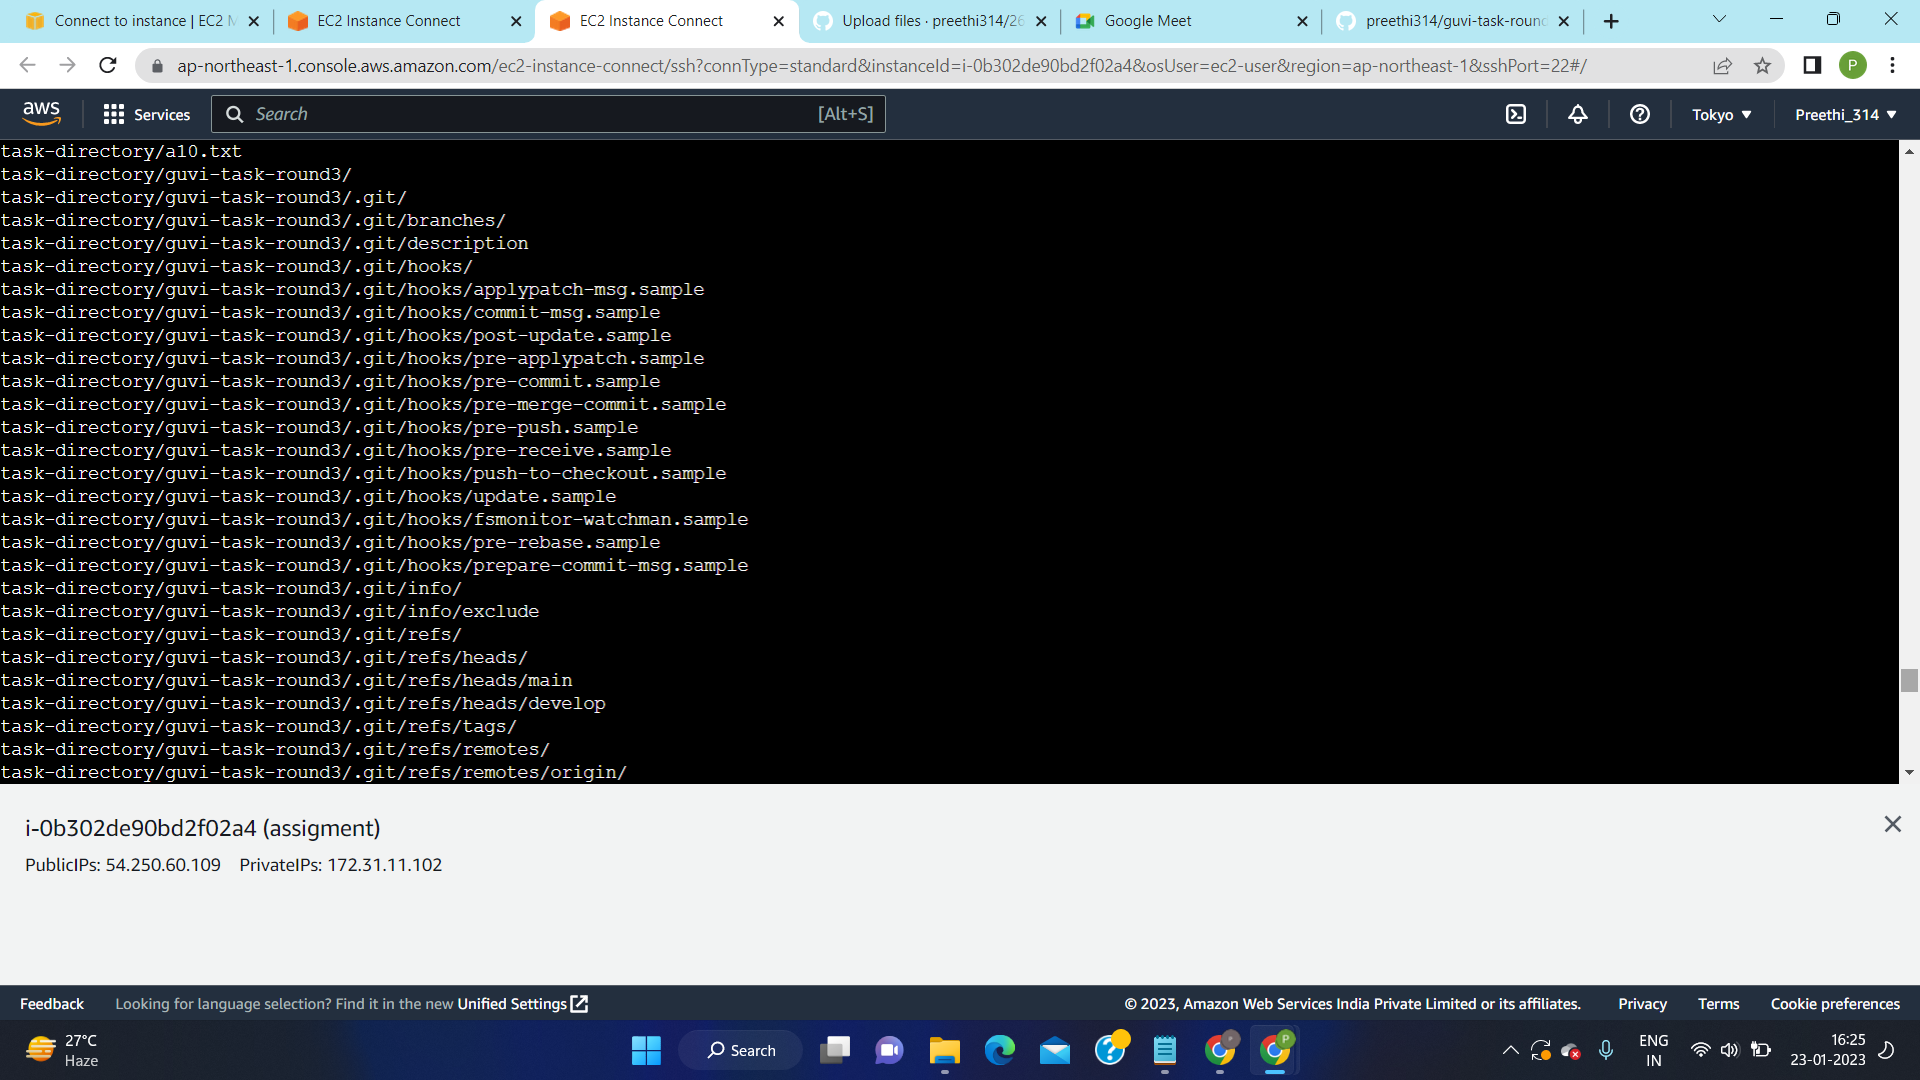 Connect to instance | EC2 M
EC2 Instance Connect
EC2 Instance Connect
Upload files · preethi314/26
Google Meet
preethi314/guvi-task-round
ap-northeast-1.console.aws.amazon.com/ec2-instance-connect/ssh?connType=standard&instanceId=i-0b302de90bd2f02a4&osUser=ec2-user&region=ap-northeast-1&sshPort=22#/
P
aws
Services
Search
[Alt+S]
Tokyo
Preethi_314
task-directory/a10.txt
task-directory/guvi-task-round3/
task-directory/guvi-task-round3/.git/
task-directory/guvi-task-round3/.git/branches/
task-directory/guvi-task-round3/.git/description
task-directory/guvi-task-round3/.git/hooks/
task-directory/guvi-task-round3/.git/hooks/applypatch-msg.sample
task-directory/guvi-task-round3/.git/hooks/commit-msg.sample
task-directory/guvi-task-round3/.git/hooks/post-update.sample
task-directory/guvi-task-round3/.git/hooks/pre-applypatch.sample
task-directory/guvi-task-round3/.git/hooks/pre-commit.sample
task-directory/guvi-task-round3/.git/hooks/pre-merge-commit.sample
task-directory/guvi-task-round3/.git/hooks/pre-push.sample
task-directory/guvi-task-round3/.git/hooks/pre-receive.sample
task-directory/guvi-task-round3/.git/hooks/push-to-checkout.sample
task-directory/guvi-task-round3/.git/hooks/update.sample
task-directory/guvi-task-round3/.git/hooks/fsmonitor-watchman.sample
task-directory/guvi-task-round3/.git/hooks/pre-rebase.sample
task-directory/guvi-task-round3/.git/hooks/prepare-commit-msg.sample
task-directory/guvi-task-round3/.git/info/
task-directory/guvi-task-round3/.git/info/exclude
task-directory/guvi-task-round3/.git/refs/
task-directory/guvi-task-round3/.git/refs/heads/
task-directory/guvi-task-round3/.git/refs/heads/main
task-directory/guvi-task-round3/.git/refs/heads/develop
task-directory/guvi-task-round3/.git/refs/tags/
task-directory/guvi-task-round3/.git/refs/remotes/
task-directory/guvi-task-round3/.git/refs/remotes/origin/
i-0b302de90bd2f02a4 (assigment)
PublicIPs: 54.250.60.109 PrivateIPs: 172.31.11.102
Feedback
Looking for language selection? Find it in the new Unified Settings
© 2023, Amazon Web Services India Private Limited or its affiliates.
Privacy
Terms
Cookie preferences
27°C
Haze
Search
P
P
ENG
IN
16:25
23-01-2023